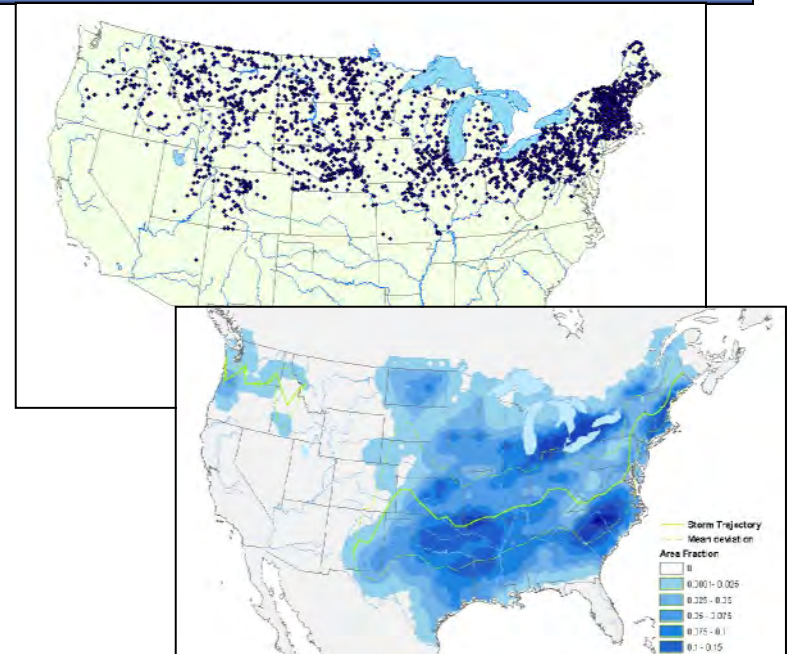 Storm Trajectory
Mean deviation
Area Fraction
0
0.0001 - 0.025
0.025 - 0.05
0.05 - 0.075
0.075 - 0.1
0.1 - 0.15